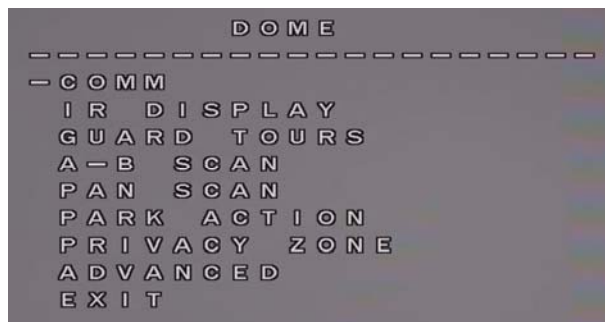 DOME
--------------------
-COMM
IR DISPLAY
GUARD TOURS
A-B SCAN
PAN SCAN
PARK ACTION
PRIVACY ZONE
ADVANCED
EXIT